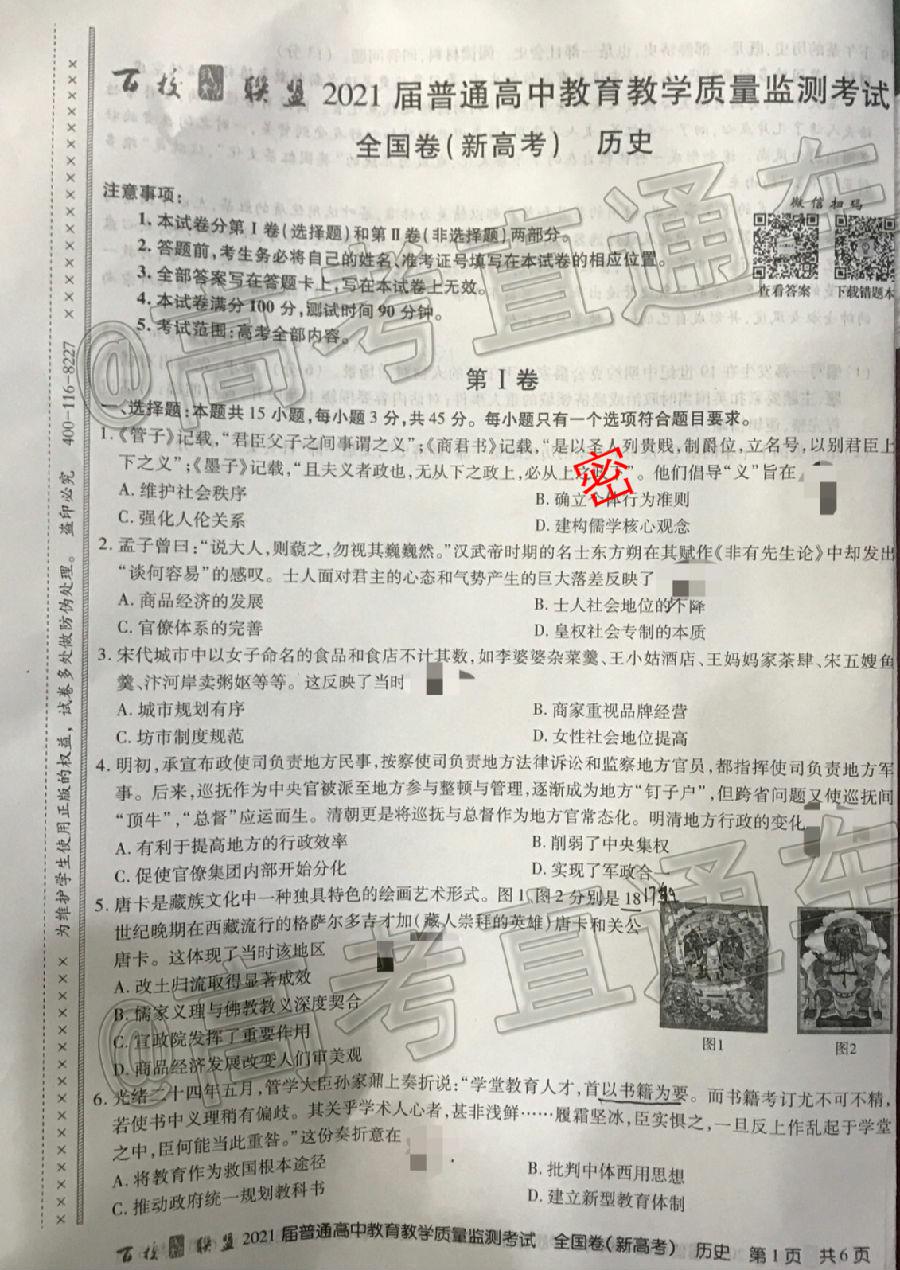 百校联盟 2021届普通高中教育教学质量监测考试
全国卷(新高考) 历史
注意事项:
1. 本试卷分第Ⅰ卷(选择题)和第Ⅱ卷(非选择题)两部分。
2. 答题前,考生务必将自己的姓名、准考证号填写在本试卷的相应位置。
3. 全部答案写在答题卡上,写在本试卷上无效。
4. 本试卷满分100分,测试时间90分钟。
5. 考试范围:高考全部内容。
微信扫码
查看答案 下载错题本
第Ⅰ卷
一、选择题:本题共15小题,每小题3分,共45分。每小题只有一个选项符合题目要求。
1.《管子》记载,“君臣父子之间事谓之义”;《商君书》记载,“是以圣人列贵贱,制爵位,立名号,以别君臣上
下之义”;《墨子》记载,“且夫义者政也,无从下之政上,必从上 ”。他们倡导“义”旨在
密
A. 维护社会秩序 B. 确立个体行为准则
C. 强化人伦关系 D. 建构儒学核心观念
2. 孟子曾曰:“说大人,则藐之,勿视其巍巍然。”汉武帝时期的名士东方朔在其赋作《非有先生论》中却发出
“谈何容易”的感叹。士人面对君主的心态和气势产生的巨大落差反映了
A. 商品经济的发展 B. 士人社会地位的下降
C. 官僚体系的完善 D. 皇权社会专制的本质
3. 宋代城市中以女子命名的食品和食店不计其数,如李婆婆杂菜羹、王小姑酒店、王妈妈家茶肆、宋五嫂鱼
羹、汴河岸卖粥妪等等。这反映了当时
A. 城市规划有序 B. 商家重视品牌经营
C. 坊市制度规范 D. 女性社会地位提高
4. 明初,承宣布政使司负责地方民事,按察使司负责地方法律诉讼和监察地方官员,都指挥使司负责地方军
事。后来,巡抚作为中央官被派至地方参与整顿与管理,逐渐成为地方“钉子户”,但跨省问题又使巡抚间
“顶牛”,“总督”应运而生。清朝更是将巡抚与总督作为地方官常态化。明清地方行政的变化
A. 有利于提高地方的行政效率 B. 削弱了中央集权
C. 促使官僚集团内部开始分化 D. 实现了军政合一
5. 唐卡是藏族文化中一种独具特色的绘画艺术形式。图1、图2分别是18
世纪晚期在西藏流行的格萨尔多吉才加(藏人崇拜的英雄)唐卡和关公
唐卡。这体现了当时该地区
A. 改土归流取得显著成效
B. 儒家义理与佛教教义深度契合
C. 宣政院发挥了重要作用
D. 商品经济发展改变人们审美观
图1 图2
6. 光绪二十四年五月,管学大臣孙家鼐上奏折说:“学堂教育人才,首以书籍为要。而书籍考订尤不可不精,
若使书中义理稍有偏歧。其关乎学术人心者,甚非浅鲜……履霜坚冰,臣实惧之,一旦反上作乱起于学堂
之中,臣何能当此重咎。”这份奏折意在
A. 将教育作为救国根本途径 B. 批判中体西用思想
C. 推动政府统一规划教科书 D. 建立新型教育体制
百校联盟 2021届普通高中教育教学质量监测考试 全国卷(新高考) 历史 第1页 共6页
为维护学生使用正版的权益,试卷多处做防伪处理。 盗印必究 400-116-8227
@高考直通车
@高考直通车